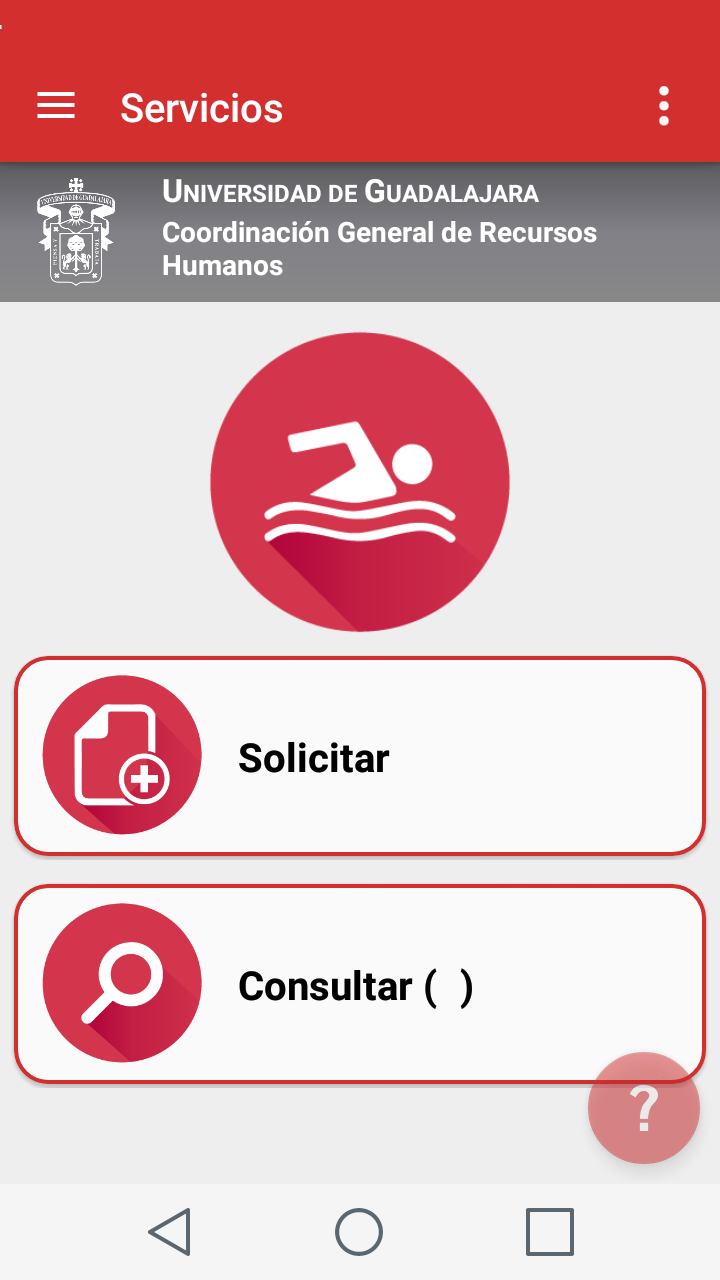 Servicios
UNIVERSIDAD DE GUADALAJARA
Coordinación General de Recursos
Humanos
Solicitar
Consultar ( )
?